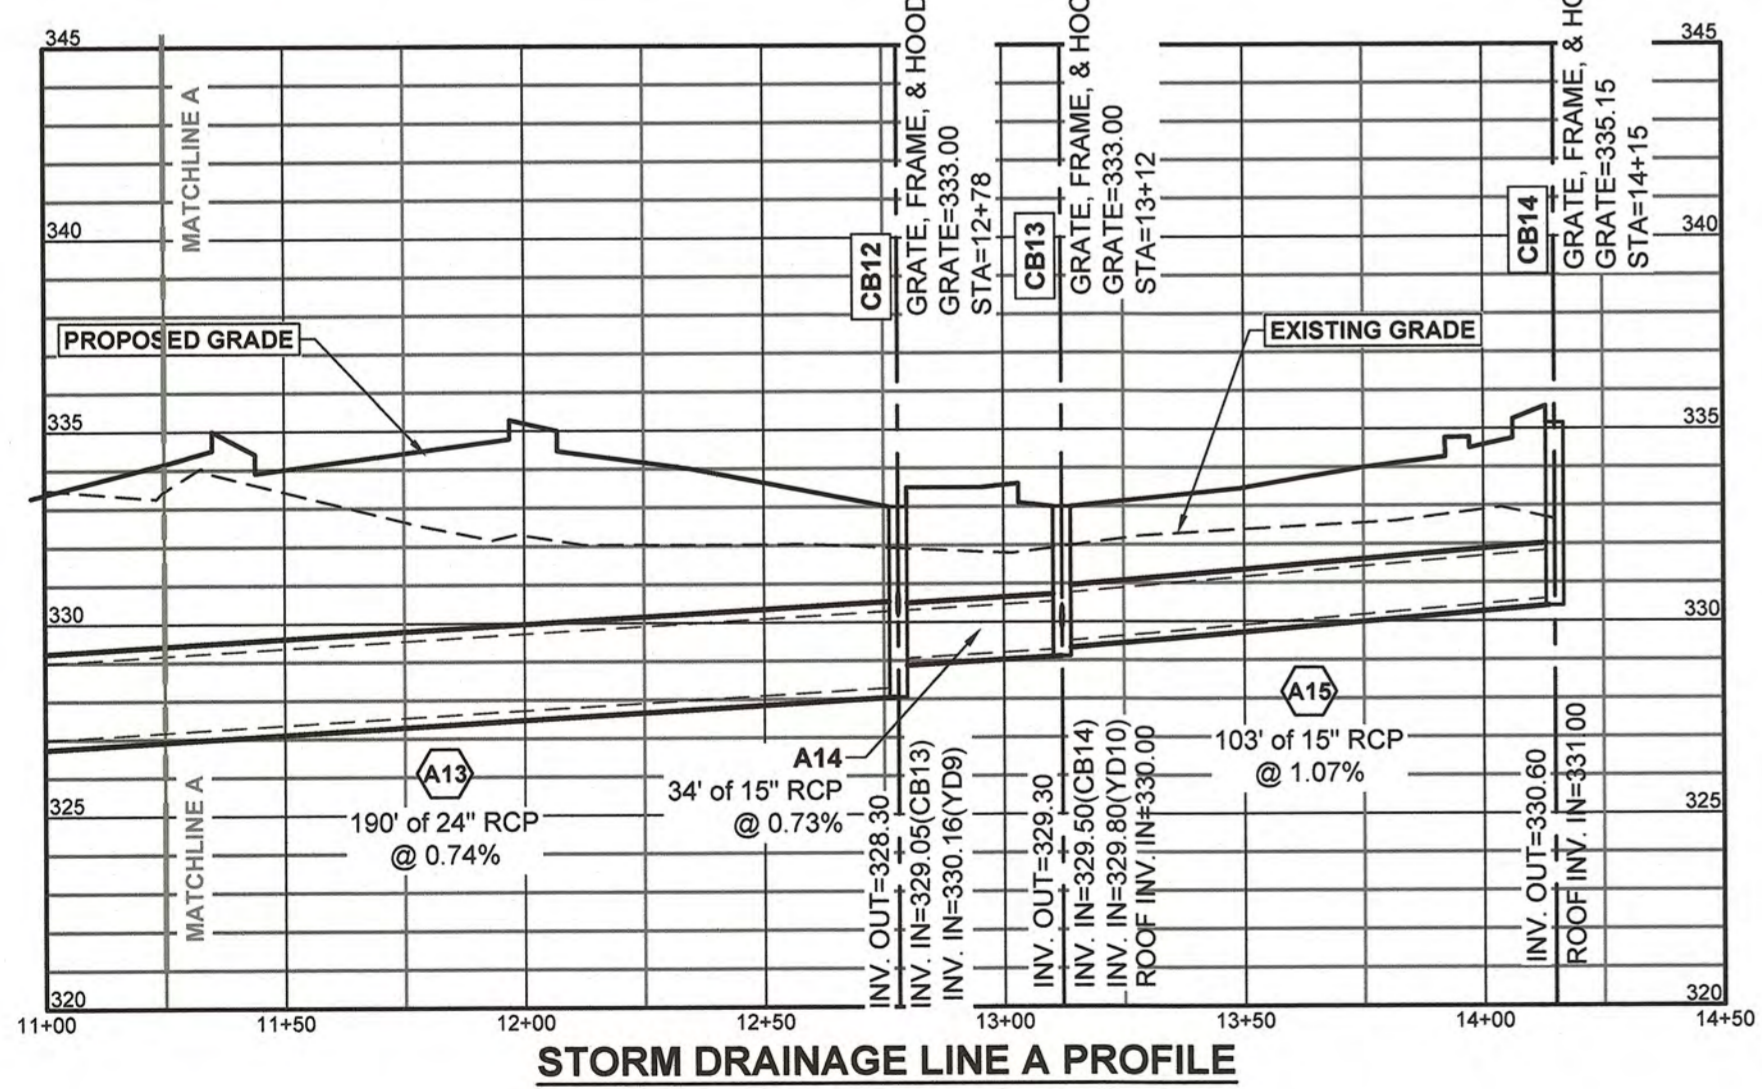 GRATE, FRAME, & HOOD
GRATE=333.00
STA=12+78
CB12
GRATE, FRAME, &
GRATE=333.00
STA=13+12
CB13
GRATE, FRAME, &
GRATE=335.15
STA=14+15
CB14
345
345
MATCHLINE A
340
340
PROPOSED GRADE
EXISTING GRADE
335
335
330
330
A13
190' of 24" RCP
@ 0.74%
A14
34' of 15" RCP
@ 0.73%
A15
103' of 15" RCP
@ 1.07%
MATCHLINE A
325
325
INV. OUT=328.30
INV. IN=329.05(CB13)
INV. IN=330.16(YD9)
INV. OUT=329.30
INV. IN=329.50(CB14)
INV. IN=329.80(YD10)
ROOF INV. IN=330.00
INV. OUT=330.60
ROOF INV. IN=331.00
320
320
11+00
11+50
12+00
12+50
13+00
13+50
14+00
14+50
STORM DRAINAGE LINE A PROFILE